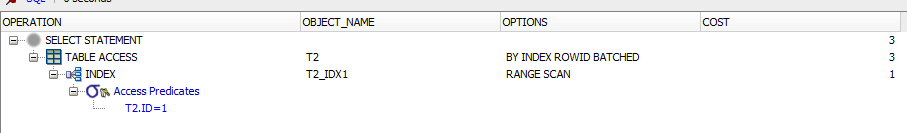 SQL | 0 seconds
OPERATION OBJECT_NAME OPTIONS COST
SELECT STATEMENT 3
TABLE ACCESS T2 BY INDEX ROWID BATCHED 3
INDEX T2_IDX1 RANGE SCAN 1
Access Predicates
T2.ID=1